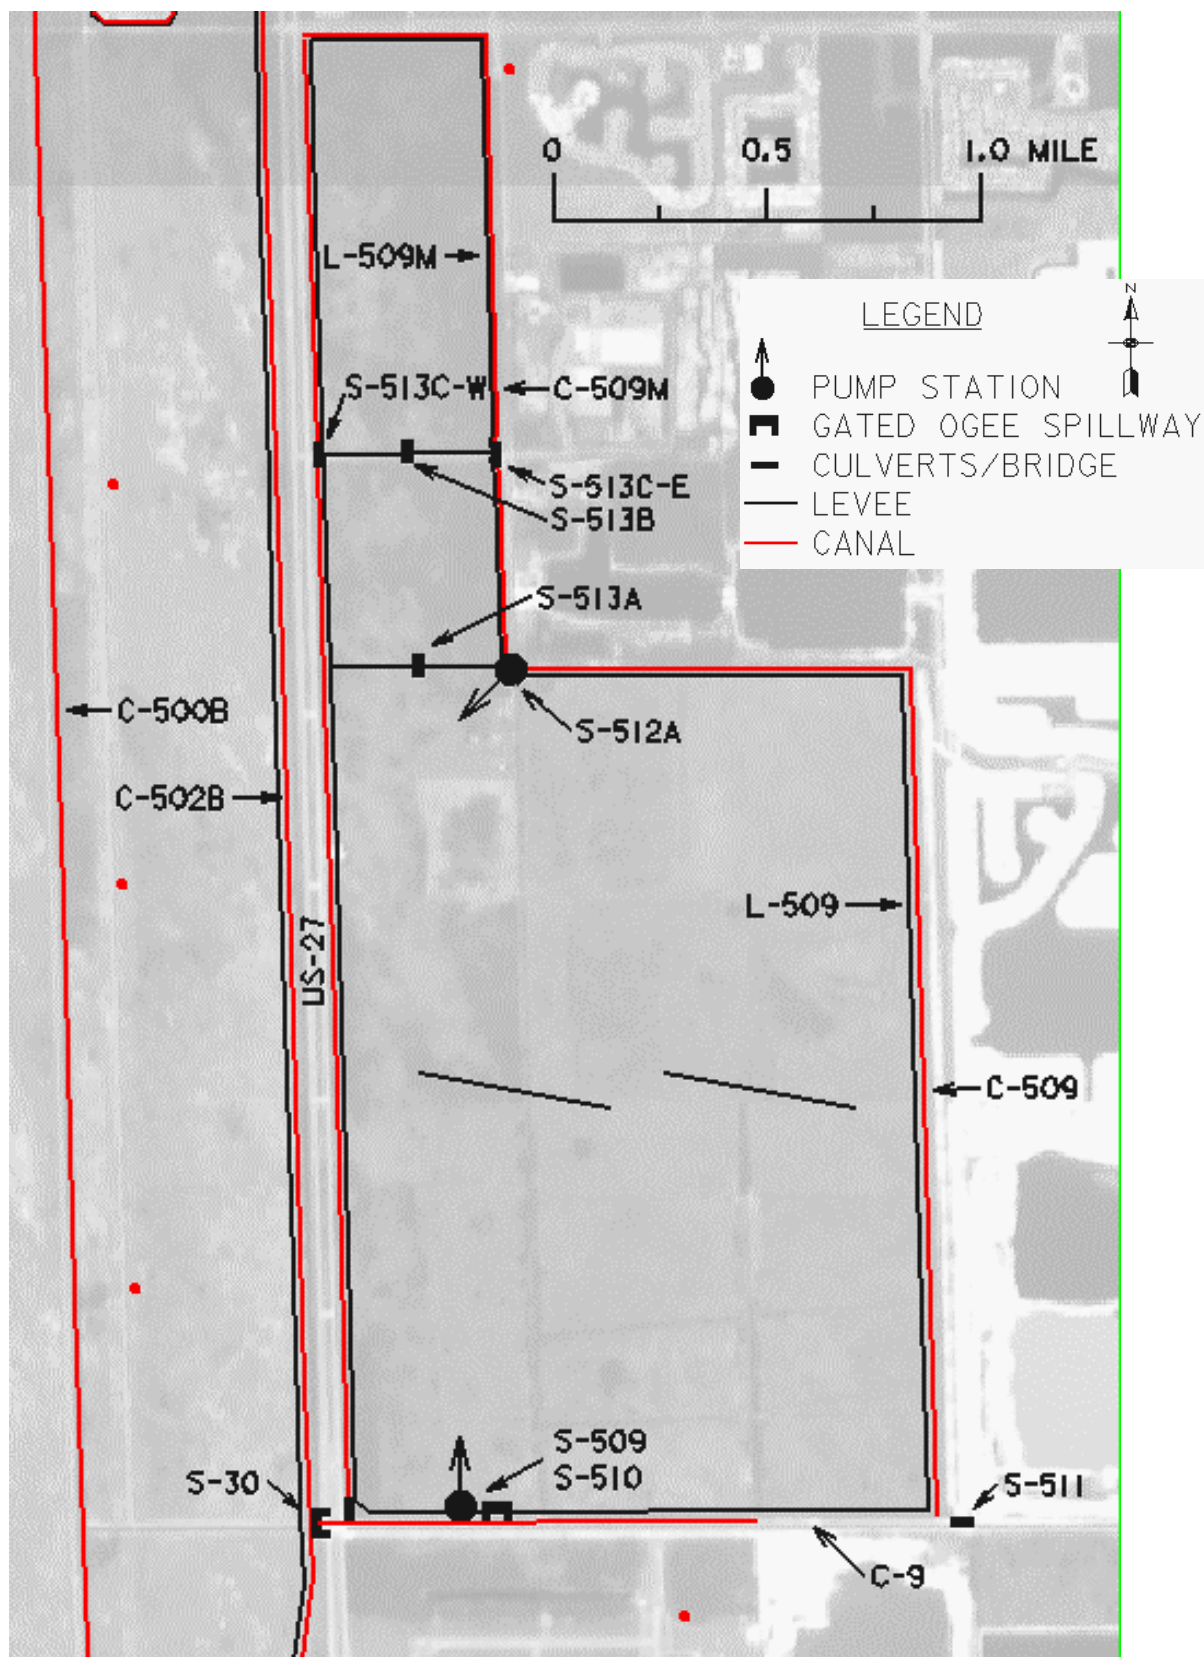 0 0.5 1.0 MILE
L-509M
N
LEGEND
PUMP STATION
GATED OGEE SPILLWAY
CULVERTS/BRIDGE
LEVEE
CANAL
S-513C-W
C-509M
S-513C-E
S-513B
S-513A
C-500B
S-512A
C-502B
L-509
US-27
C-509
S-509
S-510
S-30
S-511
C-9